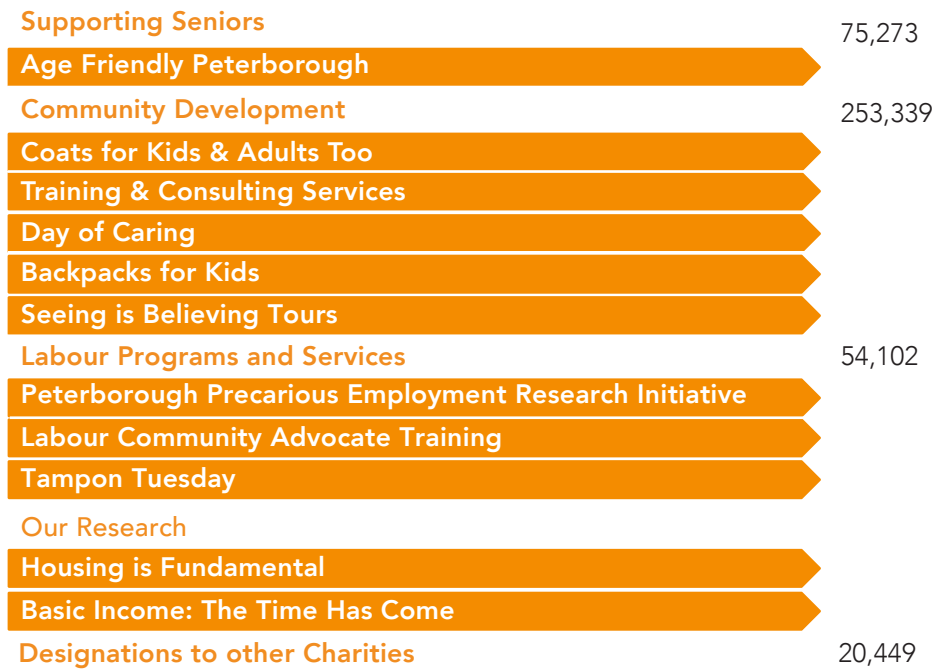 Supporting Seniors 75,273
Age Friendly Peterborough
Community Development 253,339
Coats for Kids & Adults Too
Training & Consulting Services
Day of Caring
Backpacks for Kids
Seeing is Believing Tours
Labour Programs and Services 54,102
Peterborough Precarious Employment Research Initiative
Labour Community Advocate Training
Tampon Tuesday
Our Research
Housing is Fundamental
Basic Income: The Time Has Come
Designations to other Charities 20,449